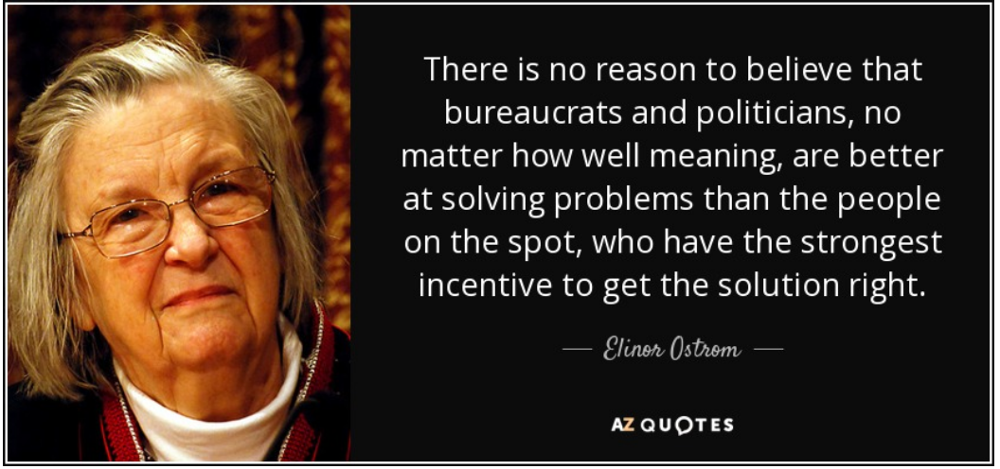 There is no reason to believe that
bureaucrats and politicians, no
matter how well meaning, are better
at solving problems than the people
on the spot, who have the strongest
incentive to get the solution right.
Elinor Ostrom
AZ QUOTES